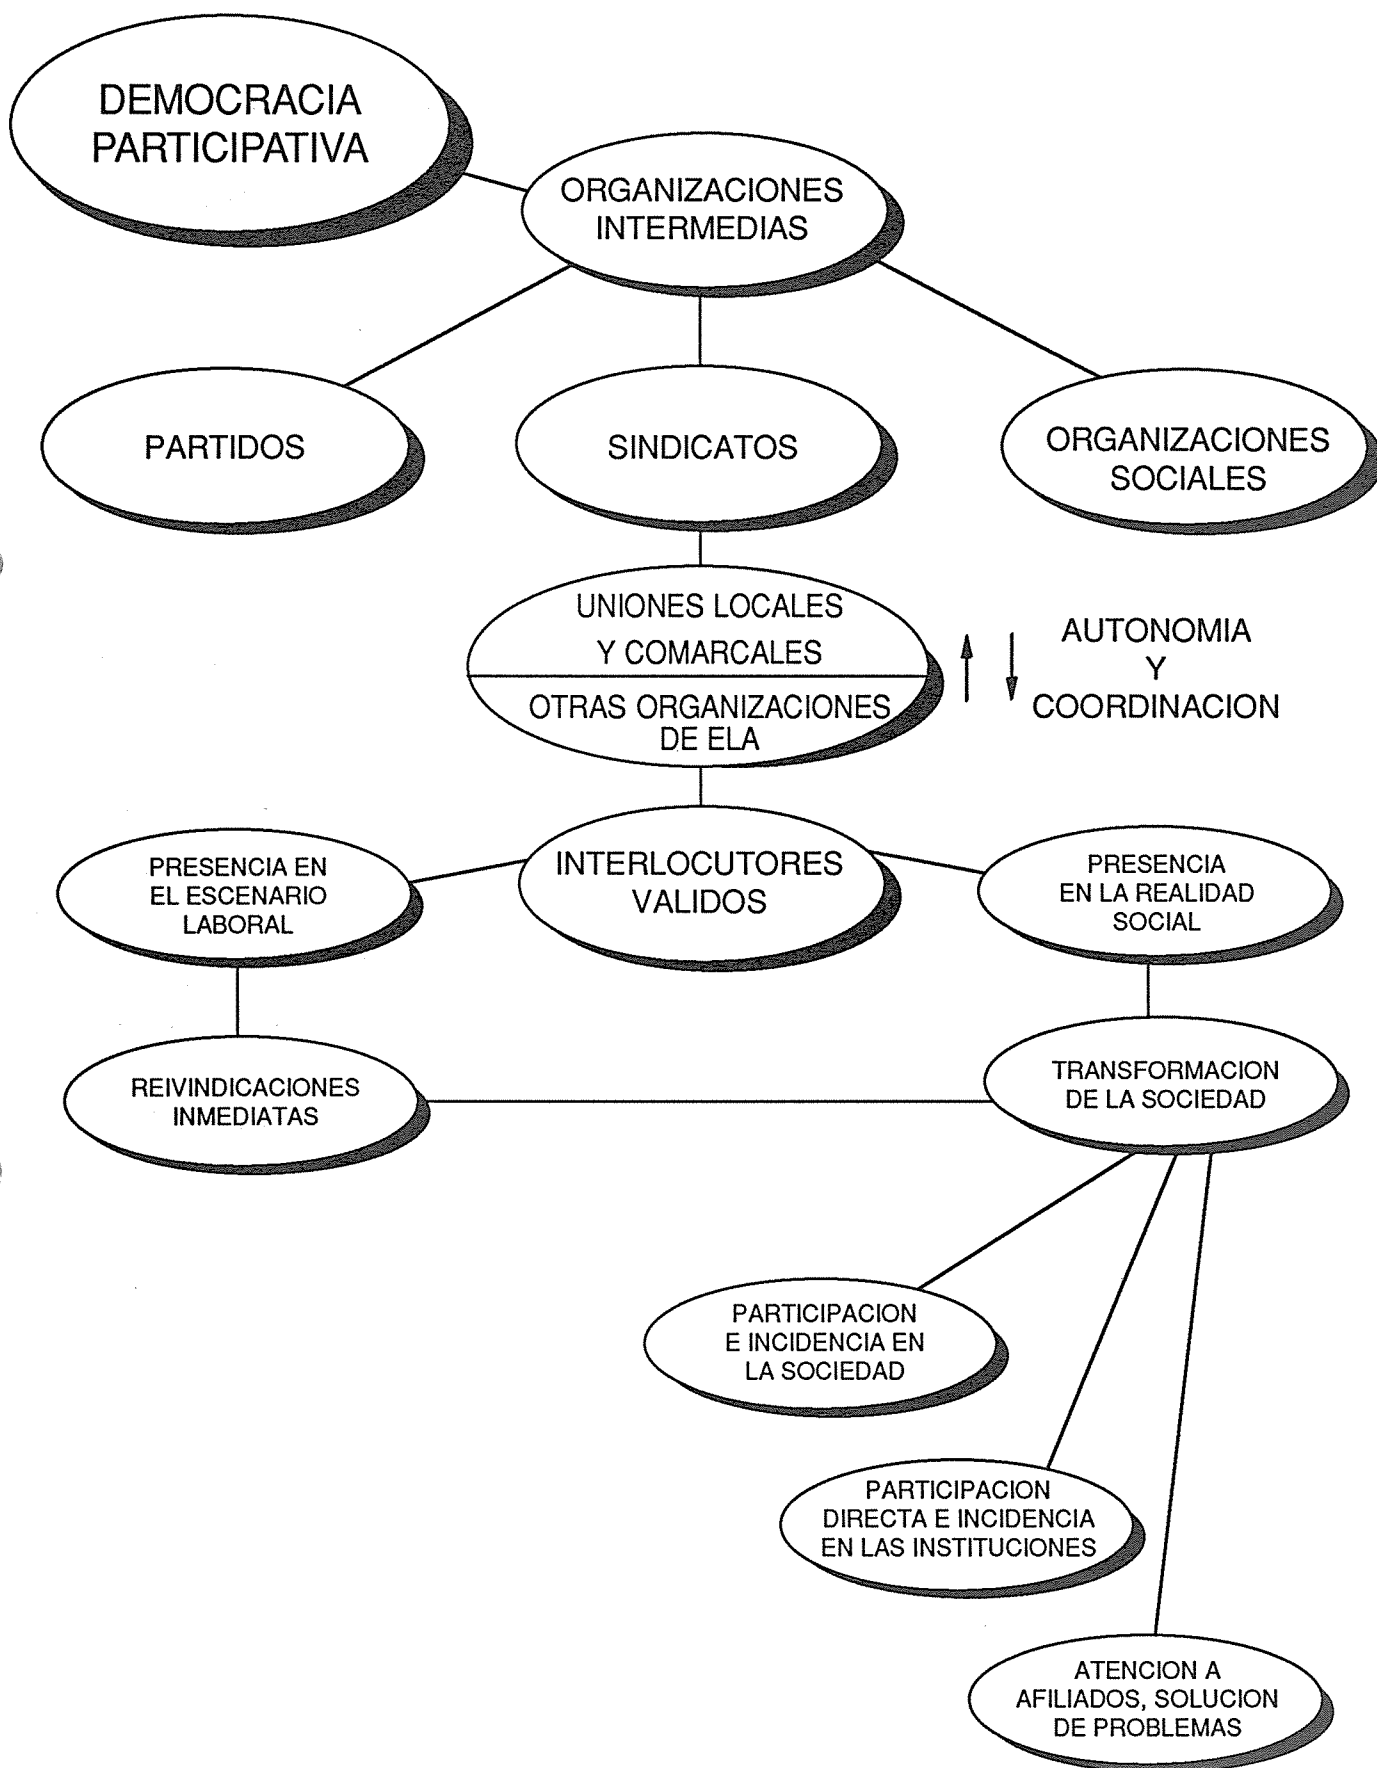 DEMOCRACIA
PARTICIPATIVA
ORGANIZACIONES
INTERMEDIAS
PARTIDOS
SINDICATOS
ORGANIZACIONES
SOCIALES
UNIONES LOCALES
Y COMARCALES
OTRAS ORGANIZACIONES
DE ELA
AUTONOMIA
Y
COORDINACION
INTERLOCUTORES
VALIDOS
PRESENCIA EN
EL ESCENARIO
LABORAL
PRESENCIA
EN LA REALIDAD
SOCIAL
REIVINDICACIONES
INMEDIATAS
TRANSFORMACION
DE LA SOCIEDAD
PARTICIPACION
E INCIDENCIA EN
LA SOCIEDAD
PARTICIPACION
DIRECTA E INCIDENCIA
EN LAS INSTITUCIONES
ATENCION A
AFILIADOS, SOLUCION
DE PROBLEMAS